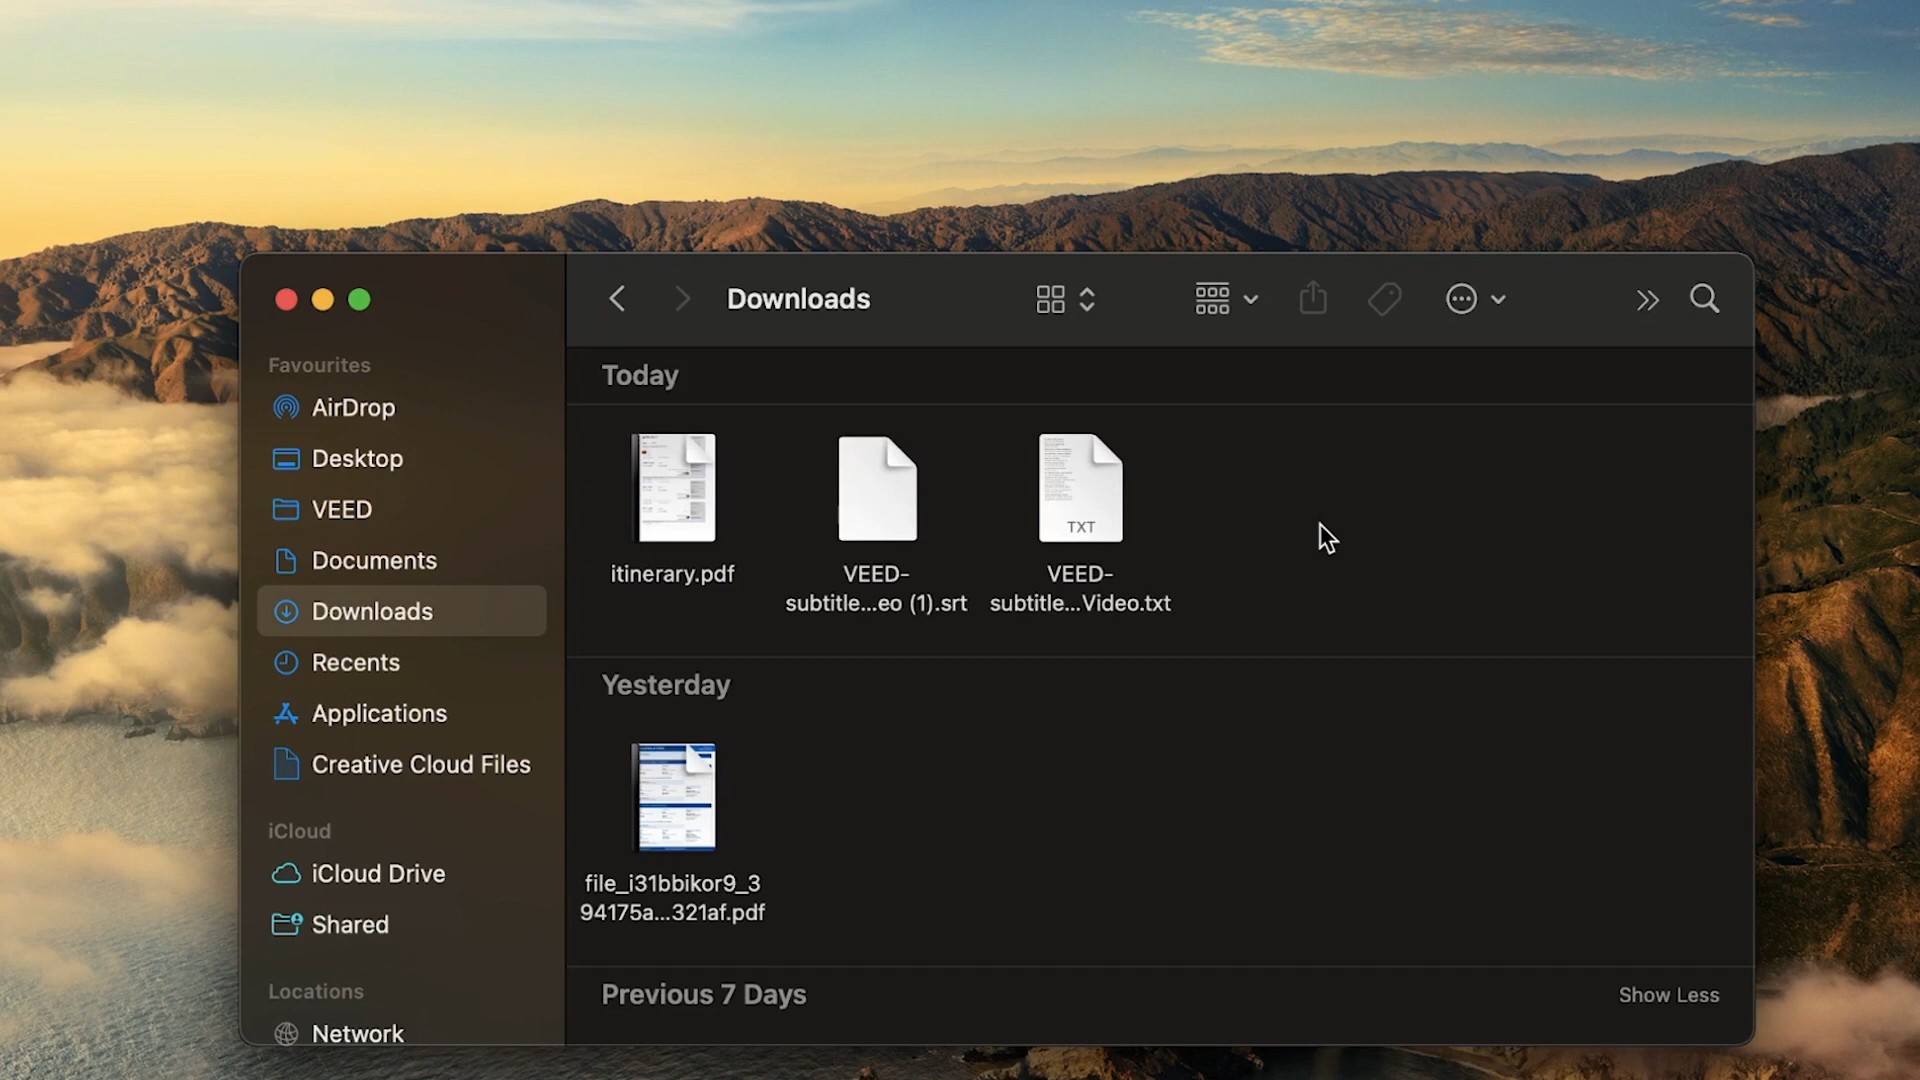 Downloads
Favourites
AirDrop
Desktop
VEED
Documents
Downloads
Recents
Applications
Creative Cloud Files
iCloud
iCloud Drive
Shared
Locations
Network
Today
itinerary.pdf
VEED-
subtitle...eo (1).srt
TXT
VEED-
subtitle...Video.txt
Yesterday
file_i31bbikor9_3
94175a...321af.pdf
Previous 7 Days
Show Less